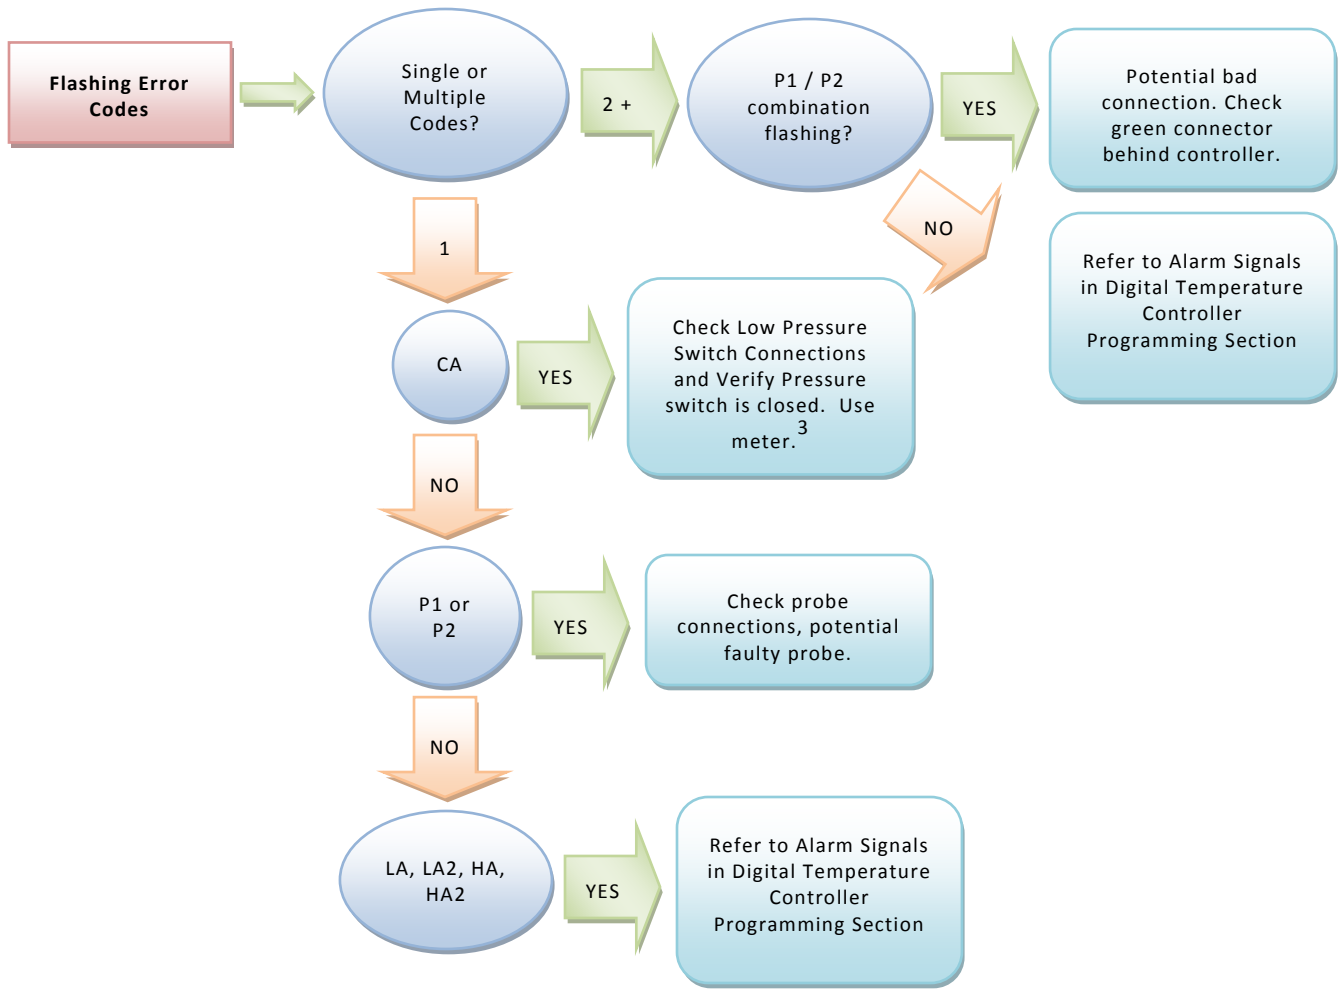 Flashing Error
Codes
Single or
Multiple
Codes?
2 +
P1 / P2
combination
flashing?
YES
Potential bad
connection. Check
green connector
behind controller.
NO
Refer to Alarm Signals
in Digital Temperature
Controller
Programming Section
1
CA
YES
Check Low Pressure
Switch Connections
and Verify Pressure
switch is closed.  Use
meter.3
NO
P1 or
P2
YES
Check probe
connections, potential
faulty probe.
NO
LA, LA2, HA,
HA2
YES
Refer to Alarm Signals
in Digital Temperature
Controller
Programming Section